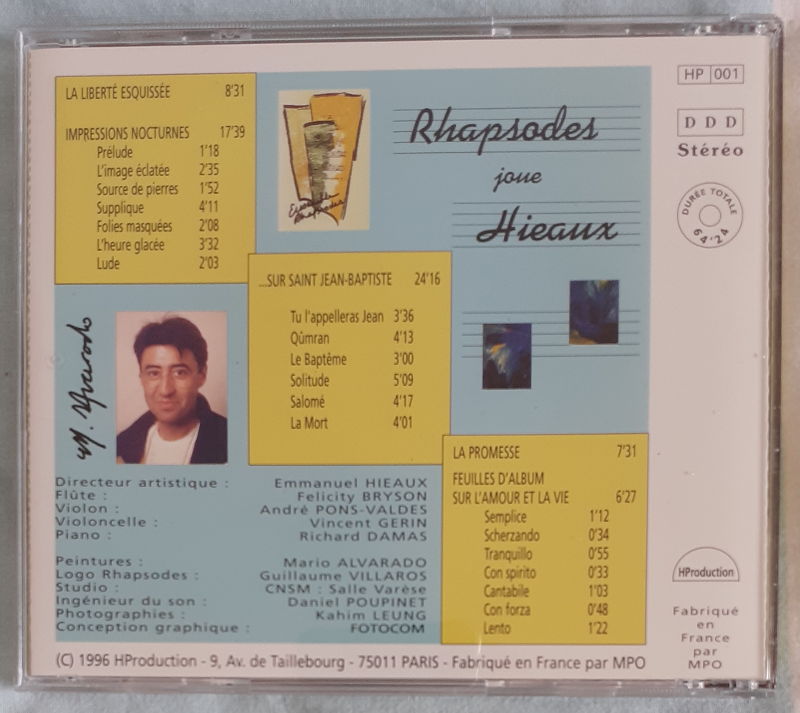 LA LIBERTÉ ESQUISSÉE 8'31
IMPRESSIONS NOCTURNES 17'39
Prélude 1'18
L'image éclatée 2'35
Source de pierres 1'52
Supplique 4'11
Folies masquées 2'08
L'heure glacée 3'32
Lude 2'03
Ensemble
Rhapsodes
Rhapsodes
joue
Hieaux
HP 001
DDD
Stéréo
DURÉE TOTALE
64'24
...SUR SAINT JEAN-BAPTISTE 24'16
Tu l'appelleras Jean 3'36
Qûmran 4'13
Le Baptême 3'00
Solitude 5'09
Salomé 4'17
La Mort 4'01
M. Alvarado
LA PROMESSE 7'31
FEUILLES D'ALBUM
SUR L'AMOUR ET LA VIE 6'27
Semplice 1'12
Scherzando 0'34
Tranquillo 0'55
Con spirito 0'33
Cantabile 1'03
Con forza 0'48
Lento 1'22
Directeur artistique : Emmanuel HIEAUX
Flûte : Felicity BRYSON
Violon : André PONS-VALDES
Violoncelle : Vincent GERIN
Piano : Richard DAMAS
Peintures : Mario ALVARADO
Logo Rhapsodes : Guillaume VILLAROS
Studio : CNSM : Salle Varèse
Ingénieur du son : Daniel POUPINET
Photographies : Kahim LEUNG
Conception graphique : FOTOCOM
HProduction
Fabriqué
en
France
par
MPO
(C) 1996 HProduction - 9, Av. de Taillebourg - 75011 PARIS - Fabriqué en France par MPO